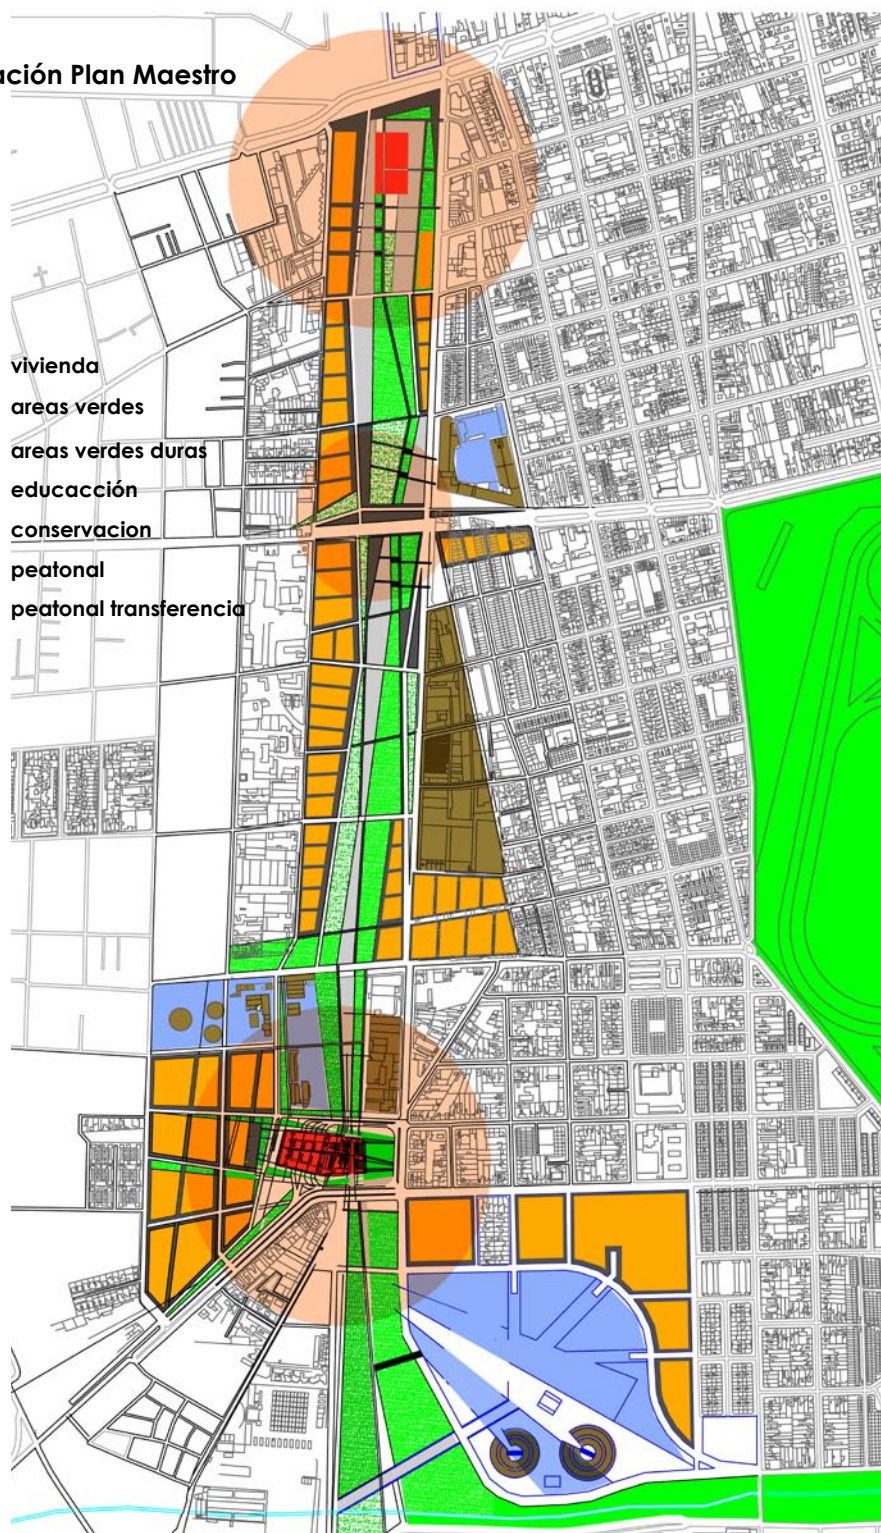 ación Plan Maestro
vivienda
areas verdes
areas verdes duras
educacción
conservacion
peatonal
peatonal transferencia